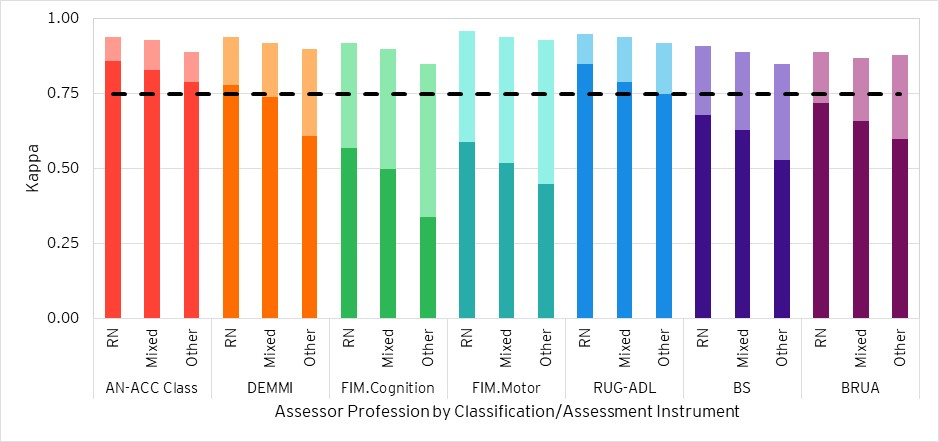 1.00
0.75
0.50
0.25
0.00
Kappa
RN Mixed Other RN Mixed Other RN Mixed Other RN Mixed Other RN Mixed Other RN Mixed Other RN Mixed Other
AN-ACC Class DEMMI FIM.Cognition FIM.Motor RUG-ADL BS BRUA
Assessor Profession by Classification/Assessment Instrument